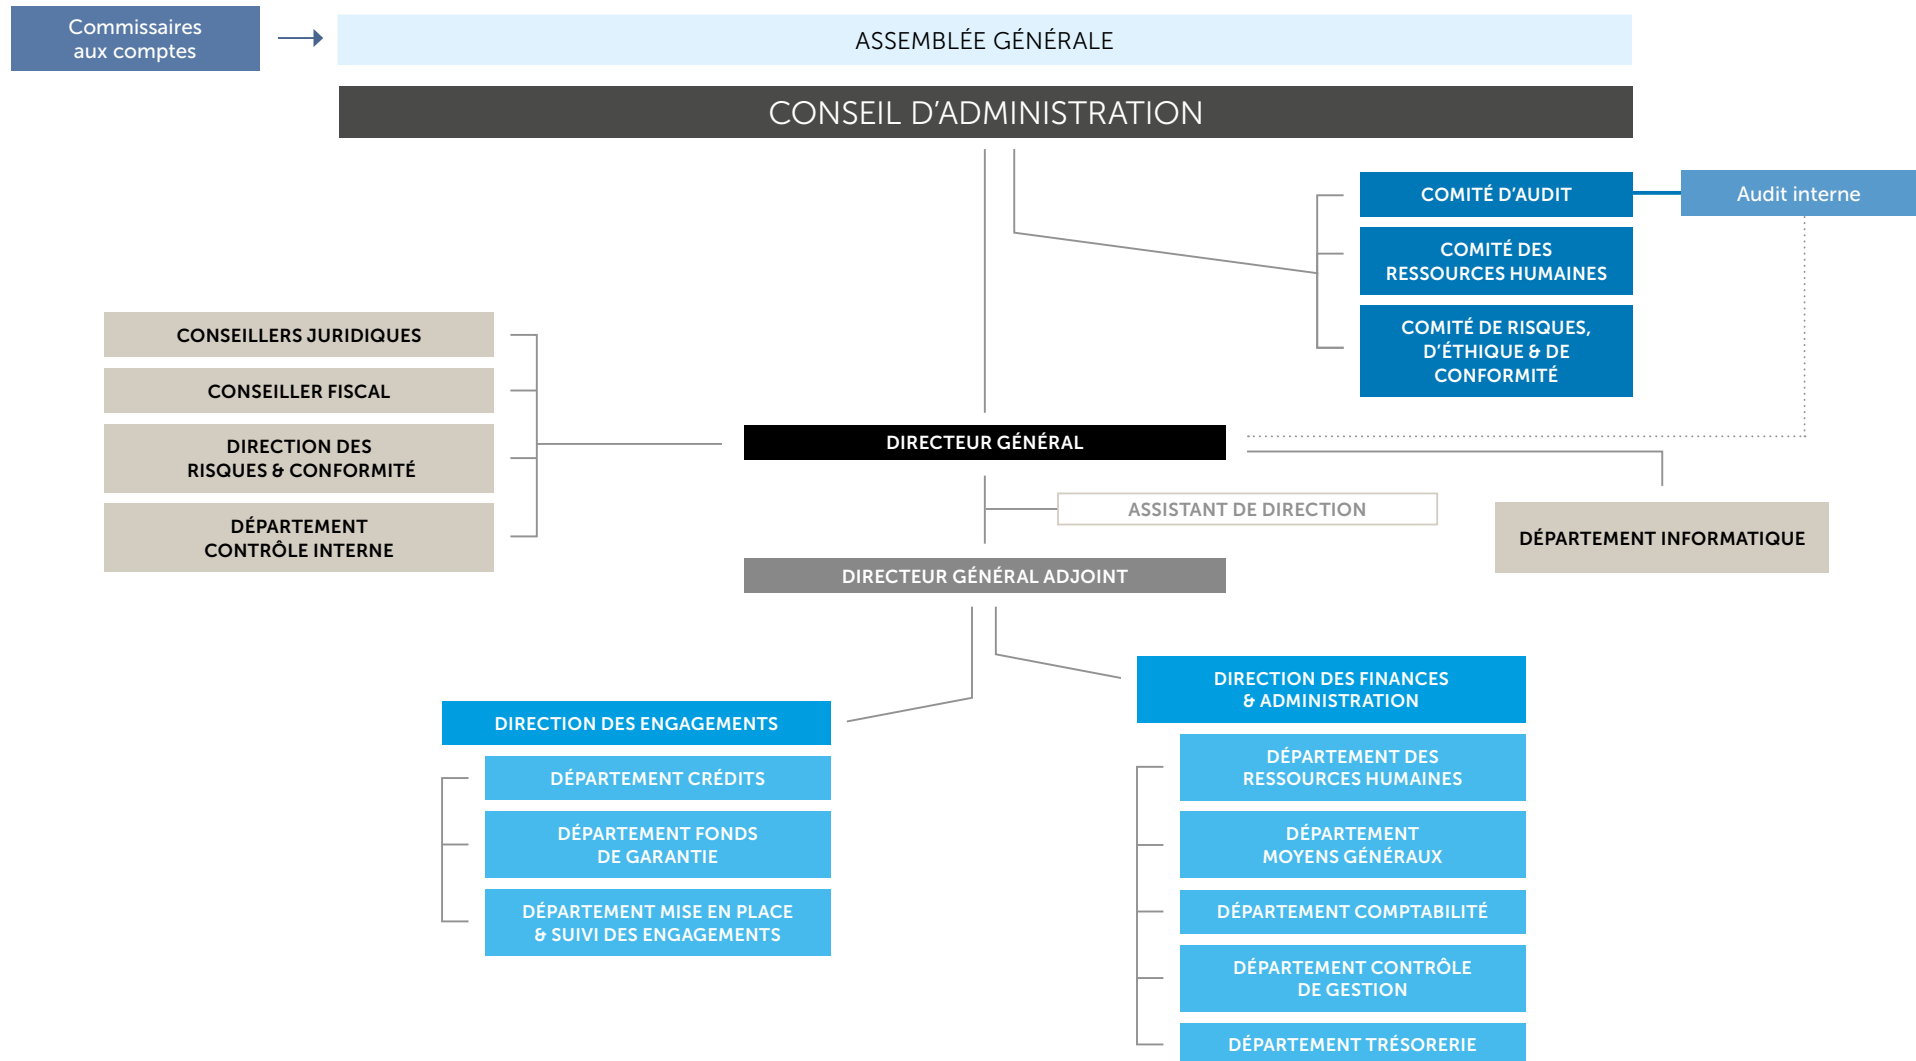 Commissaires
aux comptes
ASSEMBLÉE GÉNÉRALE
CONSEIL D'ADMINISTRATION
COMITÉ D'AUDIT
Audit interne
COMITÉ DES
RESSOURCES HUMAINES
COMITÉ DE RISQUES,
D'ÉTHIQUE & DE
CONFORMITÉ
CONSEILLERS JURIDIQUES
CONSEILLER FISCAL
DIRECTION DES
RISQUES & CONFORMITÉ
DÉPARTEMENT
CONTRÔLE INTERNE
DIRECTEUR GÉNÉRAL
ASSISTANT DE DIRECTION
DÉPARTEMENT INFORMATIQUE
DIRECTEUR GÉNÉRAL ADJOINT
DIRECTION DES ENGAGEMENTS
DÉPARTEMENT CRÉDITS
DÉPARTEMENT FONDS
DE GARANTIE
DÉPARTEMENT MISE EN PLACE
& SUIVI DES ENGAGEMENTS
DIRECTION DES FINANCES
& ADMINISTRATION
DÉPARTEMENT DES
RESSOURCES HUMAINES
DÉPARTEMENT
MOYENS GÉNÉRAUX
DÉPARTEMENT COMPTABILITÉ
DÉPARTEMENT CONTRÔLE
DE GESTION
DÉPARTEMENT TRÉSORERIE